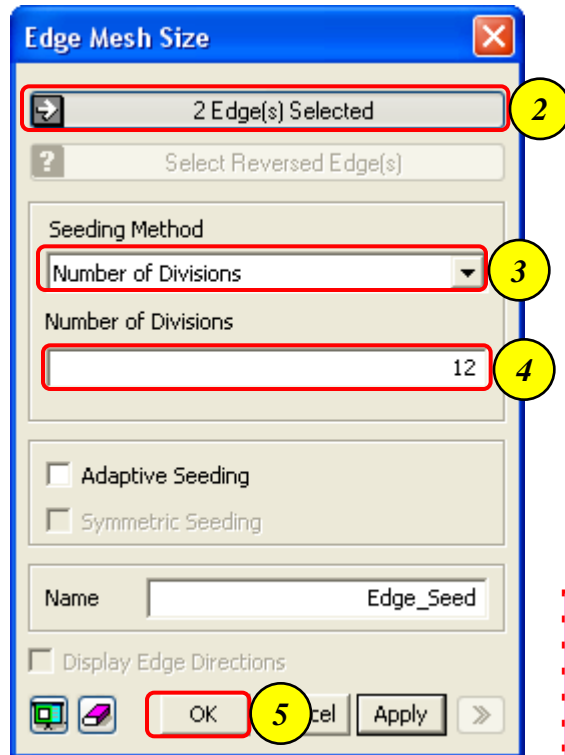 Edge Mesh Size
2 Edge(s) Selected 2
? Select Reversed Edge(s)
Seeding Method
Number of Divisions 3
Number of Divisions
12 4
Adaptive Seeding
Symmetric Seeding
Name Edge_Seed
Display Edge Directions
OK 5 cel Apply >>